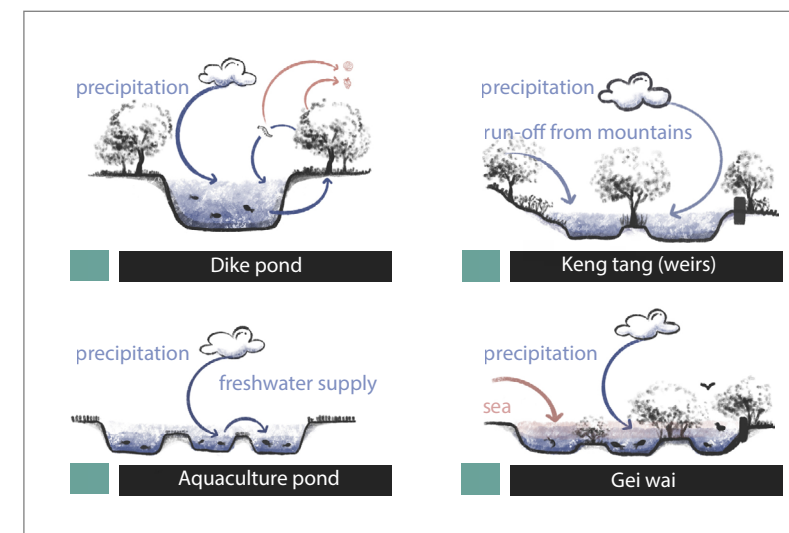 precipitation
Dike pond
precipitation
run-off from mountains
Keng tang (weirs)
precipitation
freshwater supply
Aquaculture pond
precipitation
sea
Gei wai